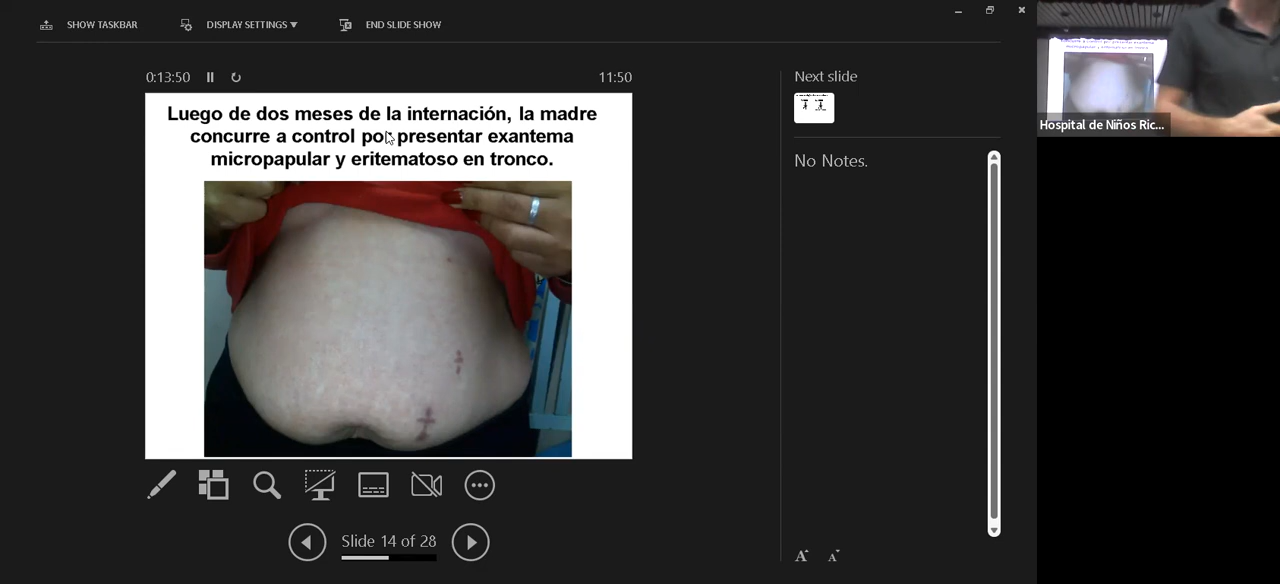 SHOW TASKBAR
DISPLAY SETTINGS ▼
END SLIDE SHOW
0:13:50
11:50
Luego de dos meses de la internación, la madre
concurre a control por presentar exantema
micropapular y eritematoso en tronco.
Slide 14 of 28
Next slide
No Notes.
A A
Hospital de Niños Ric...